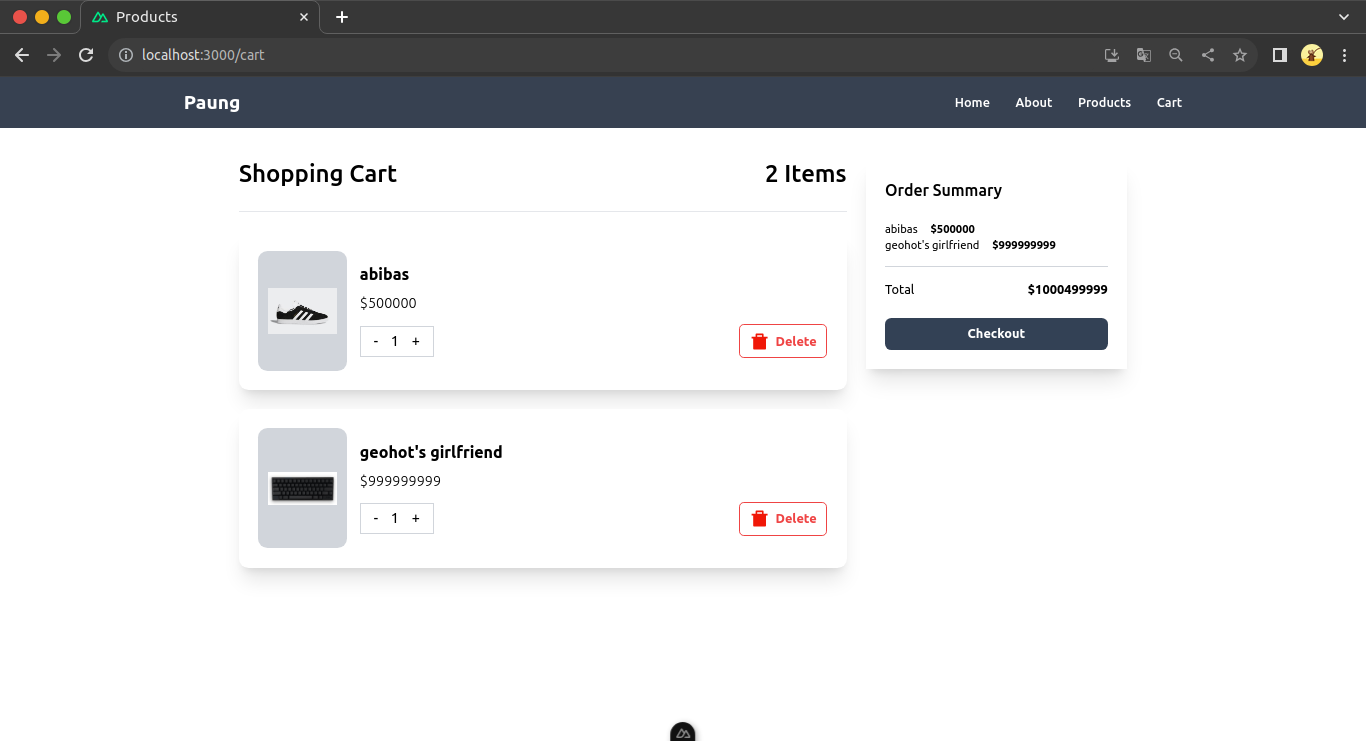 Products
localhost:3000/cart
Paung
Home About Products Cart
Shopping Cart
2 Items
abibas
$500000
- 1 +
Delete
geohot's girlfriend
$999999999
- 1 +
Delete
Order Summary
abibas $500000
geohot's girlfriend $999999999
Total $1000499999
Checkout